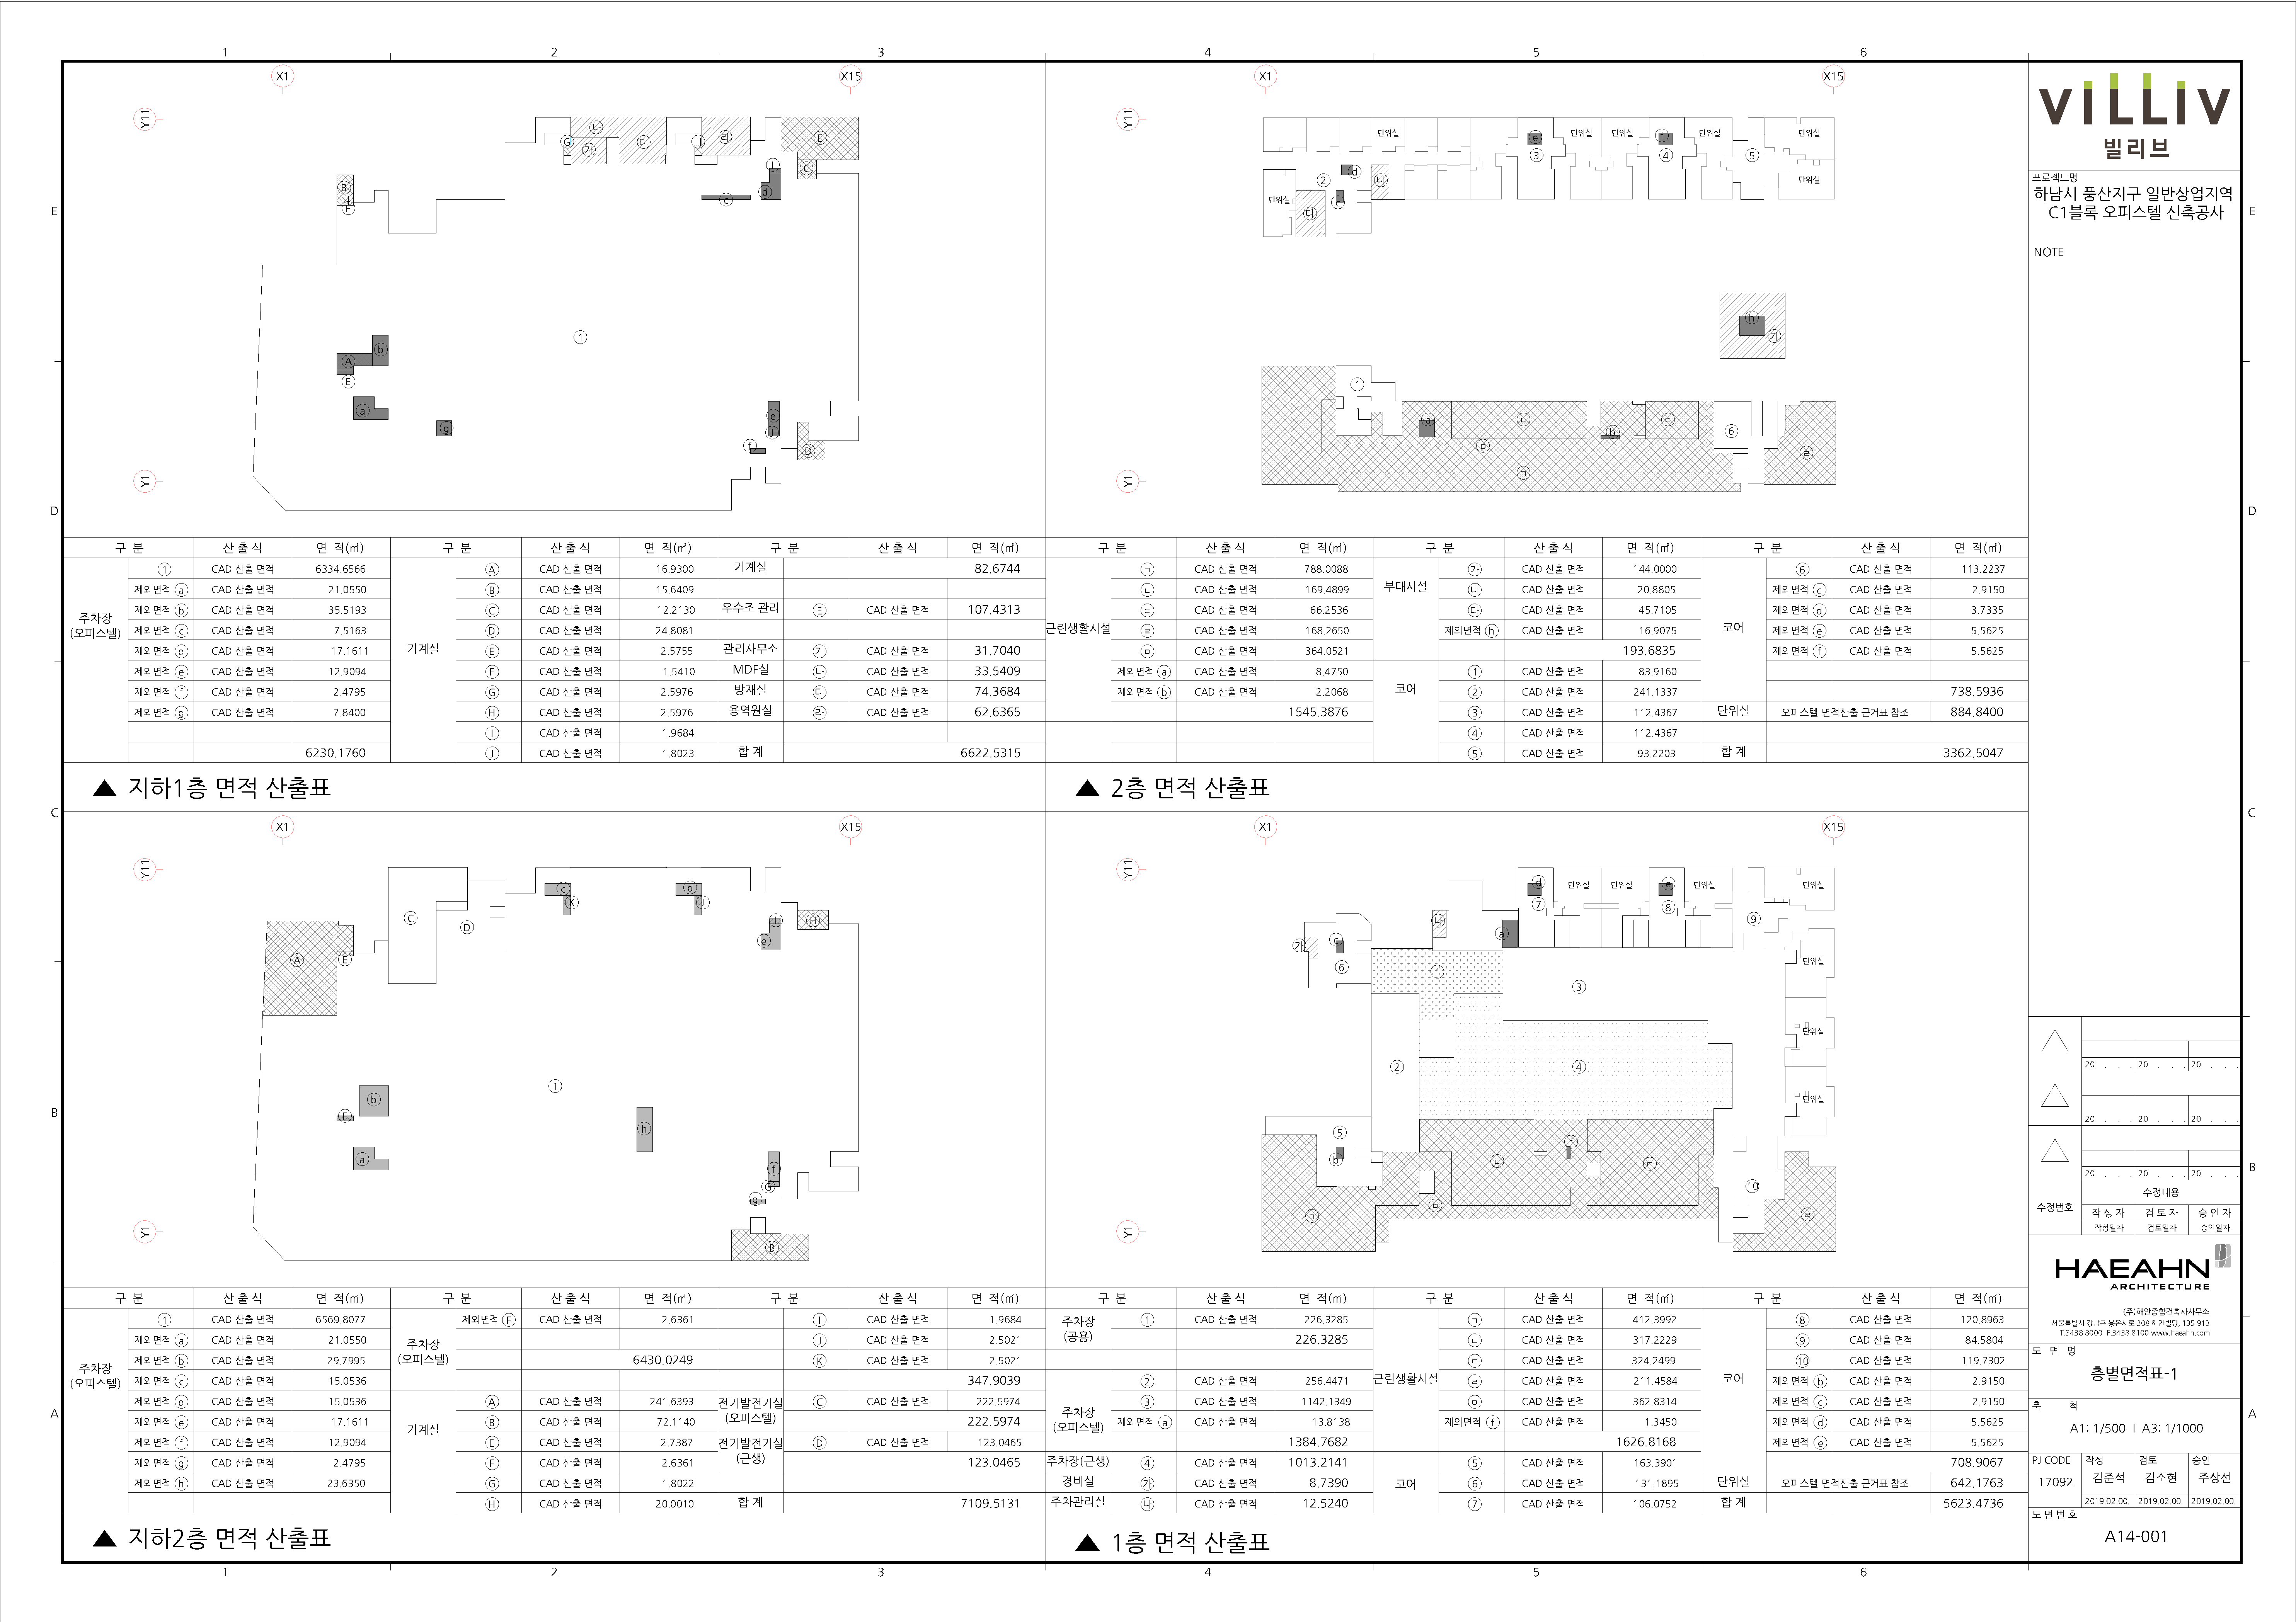 1 2 3 4 5 6
X1 X15 X1 X15
VILLIV
빌리브
프로젝트명
하남시 풍산지구 일반상업지역
C1블록 오피스텔 신축공사
NOTE
Y11
E
D
C
B
A
나 G 가 다 H 라 E
I C
B F d c
1
A b
E
a
g
e J
f D
Y1
구 분 산 출 식 면 적(㎡) 구 분 산 출 식 면 적(㎡) 구 분 산 출 식 면 적(㎡)
주차장
(오피스텔)
1 CAD 산출 면적 6334.6566
제외면적 a CAD 산출 면적 21.0550
제외면적 b CAD 산출 면적 35.5193
제외면적 c CAD 산출 면적 7.5163
제외면적 d CAD 산출 면적 17.1611
제외면적 e CAD 산출 면적 12.9094
제외면적 f CAD 산출 면적 2.4795
제외면적 g CAD 산출 면적 7.8400
6230.1760
기계실
A CAD 산출 면적 16.9300
B CAD 산출 면적 15.6409
C CAD 산출 면적 12.2130
D CAD 산출 면적 24.8081
E CAD 산출 면적 2.5755
F CAD 산출 면적 1.5410
G CAD 산출 면적 2.5976
H CAD 산출 면적 2.5976
I CAD 산출 면적 1.9684
J CAD 산출 면적 1.8023
기계실 82.6744
우수조 관리 E CAD 산출 면적 107.4313
관리사무소 가 CAD 산출 면적 31.7040
MDF실 나 CAD 산출 면적 33.5409
방재실 다 CAD 산출 면적 74.3684
용역원실 라 CAD 산출 면적 62.6365
합 계 6622.5315
▲ 지하1층 면적 산출표
Y11
단위실 e 단위실 단위실 f 단위실 단위실
3 4 5
2 d 나 단위실
단위실 다 c
h
가
1
a ㄴ b ㄷ 6
ㅁ ㄹ
ㄱ
Y1
구 분 산 출 식 면 적(㎡) 구 분 산 출 식 면 적(㎡) 구 분 산 출 식 면 적(㎡)
근린생활시설
ㄱ CAD 산출 면적 788.0088
ㄴ CAD 산출 면적 169.4899
ㄷ CAD 산출 면적 66.2536
ㄹ CAD 산출 면적 168.2650
ㅁ CAD 산출 면적 364.0521
제외면적 a CAD 산출 면적 8.4750
제외면적 b CAD 산출 면적 2.2068
1545.3876
부대시설
가 CAD 산출 면적 144.0000
나 CAD 산출 면적 20.8805
다 CAD 산출 면적 45.7105
제외면적 h CAD 산출 면적 16.9075
193.6835
코어
1 CAD 산출 면적 83.9160
2 CAD 산출 면적 241.1337
3 CAD 산출 면적 112.4367
4 CAD 산출 면적 112.4367
5 CAD 산출 면적 93.2203
코어
6 CAD 산출 면적 113.2237
제외면적 c CAD 산출 면적 2.9150
제외면적 d CAD 산출 면적 3.7335
제외면적 e CAD 산출 면적 5.5625
제외면적 f CAD 산출 면적 5.5625
738.5936
단위실 오피스텔 면적산출 근거표 참조 884.8400
합 계 3362.5047
▲ 2층 면적 산출표
X1 X15
Y11
c K d J
C D I H
e
A E
1
b
F
a
h
f
G
g
B
Y1
구 분 산 출 식 면 적(㎡) 구 분 산 출 식 면 적(㎡) 구 분 산 출 식 면 적(㎡)
주차장
(오피스텔)
1 CAD 산출 면적 6569.8077
제외면적 a CAD 산출 면적 21.0550
제외면적 b CAD 산출 면적 29.7995
제외면적 c CAD 산출 면적 15.0536
제외면적 d CAD 산출 면적 15.0536
제외면적 e CAD 산출 면적 17.1611
제외면적 f CAD 산출 면적 12.9094
제외면적 g CAD 산출 면적 2.4795
제외면적 h CAD 산출 면적 23.6350
주차장
(오피스텔)
제외면적 F CAD 산출 면적 2.6361
6430.0249
기계실
A CAD 산출 면적 241.6393
B CAD 산출 면적 72.1140
E CAD 산출 면적 2.7387
F CAD 산출 면적 2.6361
G CAD 산출 면적 1.8022
H CAD 산출 면적 20.0010
I CAD 산출 면적 1.9684
J CAD 산출 면적 2.5021
K CAD 산출 면적 2.5021
347.9039
전기발전기실
(오피스텔)
C CAD 산출 면적 222.5974
222.5974
전기발전기실
(근생)
D CAD 산출 면적 123.0465
123.0465
합 계 7109.5131
▲ 지하2층 면적 산출표
X1 X15
Y11
d 단위실 단위실 e 단위실 단위실
7 8 9
나 a
가 c
6 1 3 단위실
단위실
2 4
단위실
5 b f
ㄴ ㄷ
10
ㄱ ㅁ ㄹ
Y1
구 분 산 출 식 면 적(㎡) 구 분 산 출 식 면 적(㎡) 구 분 산 출 식 면 적(㎡)
주차장
(공용)
1 CAD 산출 면적 226.3285
226.3285
주차장
(오피스텔)
2 CAD 산출 면적 256.4471
3 CAD 산출 면적 1142.1349
제외면적 a CAD 산출 면적 13.8138
1384.7682
주차장(근생) 4 CAD 산출 면적 1013.2141
경비실 가 CAD 산출 면적 8.7390
주차관리실 나 CAD 산출 면적 12.5240
근린생활시설
ㄱ CAD 산출 면적 412.3992
ㄴ CAD 산출 면적 317.2229
ㄷ CAD 산출 면적 324.2499
ㄹ CAD 산출 면적 211.4584
ㅁ CAD 산출 면적 362.8314
제외면적 f CAD 산출 면적 1.3450
1626.8168
코어
5 CAD 산출 면적 163.3901
6 CAD 산출 면적 131.1895
7 CAD 산출 면적 106.0752
코어
8 CAD 산출 면적 120.8963
9 CAD 산출 면적 84.5804
10 CAD 산출 면적 119.7302
제외면적 b CAD 산출 면적 2.9150
제외면적 c CAD 산출 면적 2.9150
제외면적 d CAD 산출 면적 5.5625
제외면적 e CAD 산출 면적 5.5625
708.9067
단위실 오피스텔 면적산출 근거표 참조 642.1763
합 계 5623.4736
▲ 1층 면적 산출표
20 . . . 20 . . . 20 . . .
20 . . . 20 . . . 20 . . .
20 . . . 20 . . . 20 . . .
수정번호
수정내용
작 성 자 검 토 자 승 인 자
작성일자 검토일자 승인일자
HAEAHN
ARCHITECTURE
(주)해안종합건축사사무소
서울특별시 강남구 봉은사로 208 해안빌딩, 135-913
T.3438 8000 F.3438 8100 www.haeahn.com
도 면 명
층별면적표-1
축 척
A1: 1/500 I A3: 1/1000
PJ CODE 작성 검토 승인
17092 김준석 김소현 주상선
2019.02.00. 2019.02.00. 2019.02.00.
도 면 번 호
A14-001
1 2 3 4 5 6